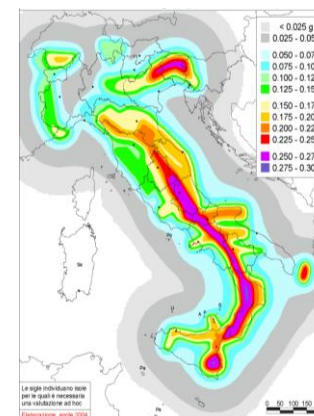 < 0.025 g
0.025 - 0.05
0.050 - 0.07
0.075 - 0.10
0.100 - 0.12
0.125 - 0.15
0.150 - 0.17
0.175 - 0.20
0.200 - 0.22
0.225 - 0.25
0.250 - 0.27
0.275 - 0.30
Le sigle individuano isole
per le quali è necessaria
una valutazione ad hoc
Elaborazione: aprile 2004
0 50 100 150